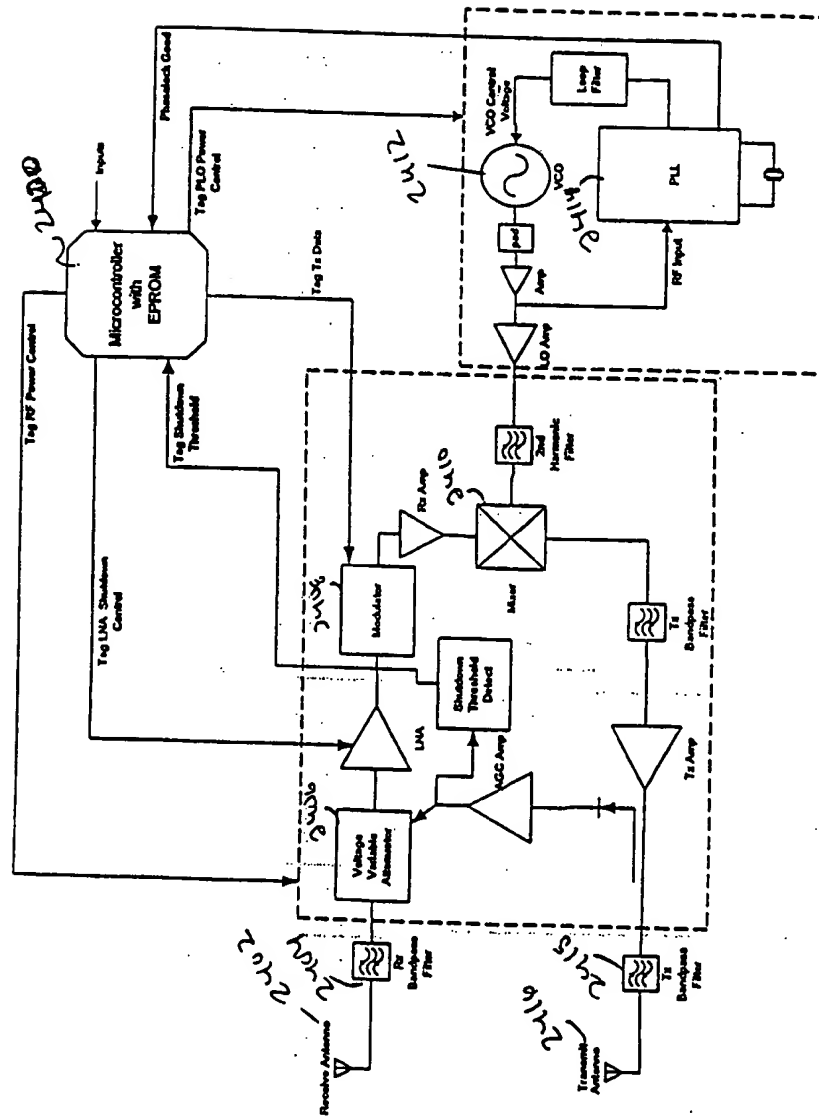 Tag RF Power Control
Tag LNA Shutdown
Control
Tag Shutdown
Threshold
2400
Microcontroller
with
EPROM
Inputs
Phaselock Good
Tag PLO Power
Control
Tag Tx Data
Receive Antenna
2402
2404
Rx
Bandpass
Filter
Voltage
Variable
Attenuator
LNA
Modulator
Rx Amp
2410
Mixer
2nd
Harmonic
Filter
LO Amp
Amp
pad
VCO
2412
VCO Control
Voltage
Loop
Filter
2414
PLL
RF Input
Shutdown
Threshold
Detect
AGC Amp
Tx Amp
Tx
Bandpass
Filter
2415
Tx
Bandpass
Filter
2416
Transmit
Antenna